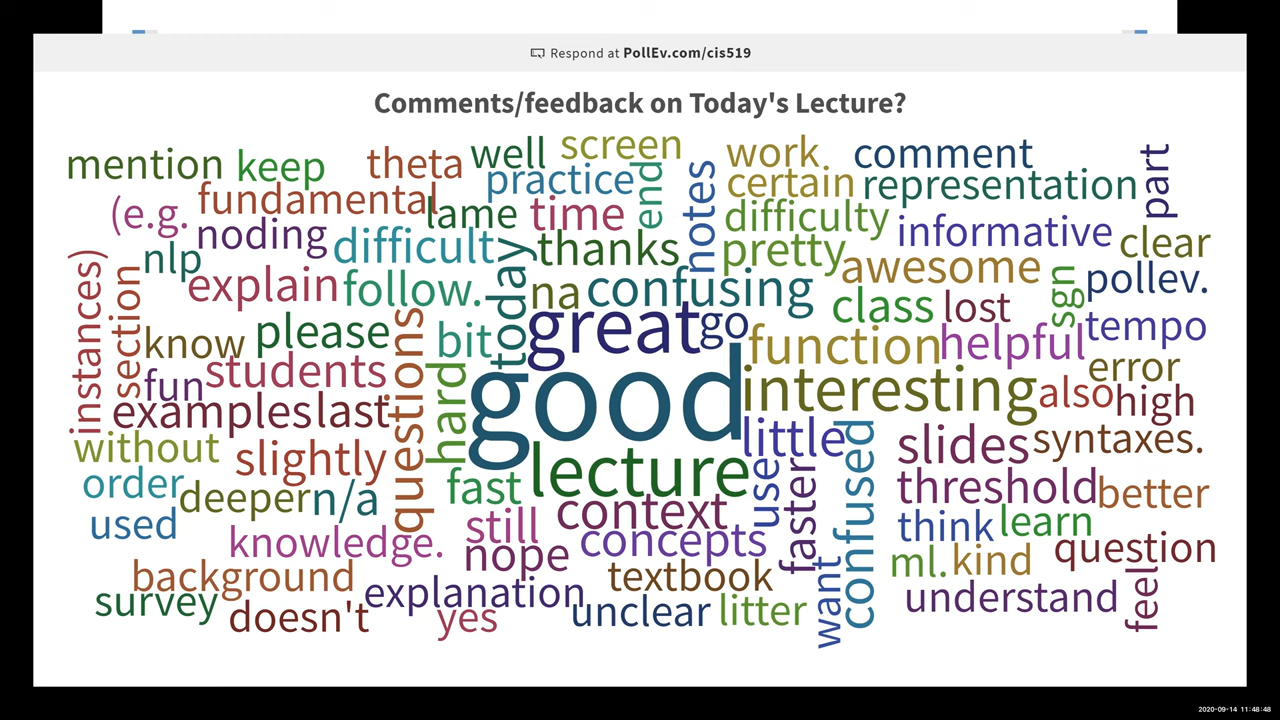 Respond at PollEv.com/cis519
Comments/feedback on Today's Lecture?
mention keep theta well screen work. comment part
(e.g. fundamental practice end notes certain representation
noding lame time difficulty informative clear
nlp difficult thanks pretty awesome
instances) section explain follow. today na confusing class lost sgn pollev.
know please questions bit great go function helpful tempo
fun students good interesting error
examples last hard also high
without slightly little slides syntaxes.
order deeper n/a fast lecture use faster confused threshold better
used knowledge. still context think learn
nope concepts ml. kind question
background explanation textbook want understand feel
survey doesn't yes unclear litter
2020-09-14 11:48:48